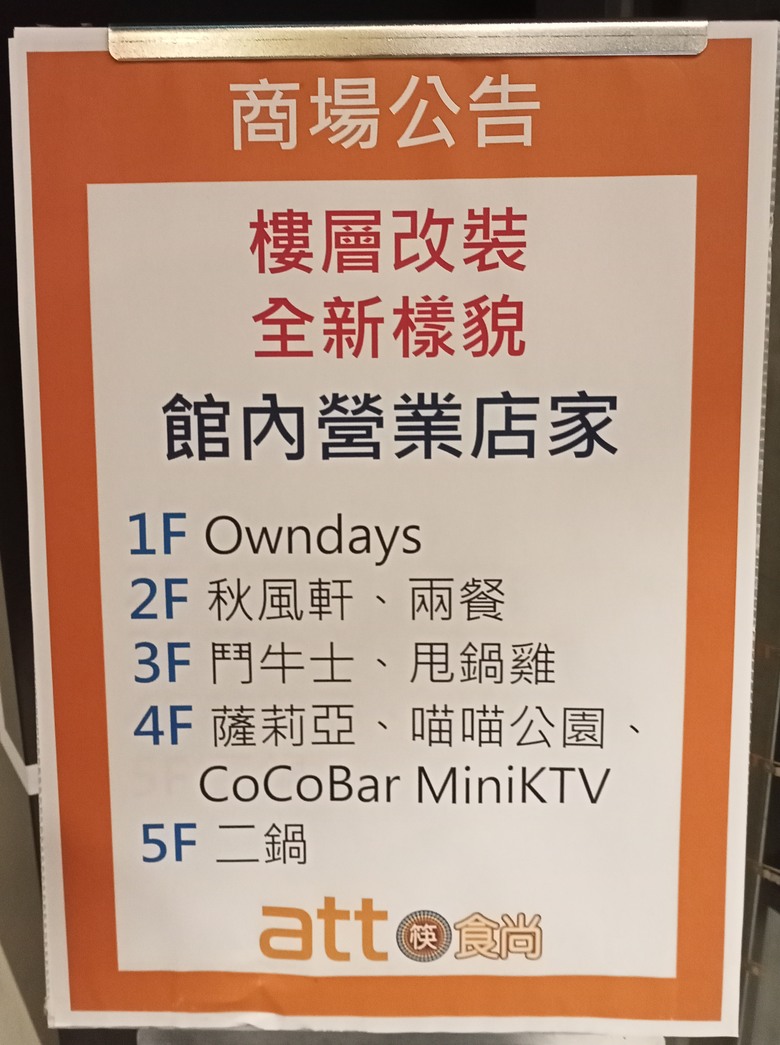 商場公告
樓層改裝
全新樣貌
館內營業店家
1F Owndays
2F 秋風軒、兩餐
3F 鬥牛士、甩鍋雞
4F 薩莉亞、喵喵公園、
CoCoBar MiniKTV
5F 二鍋
att 筷食尚